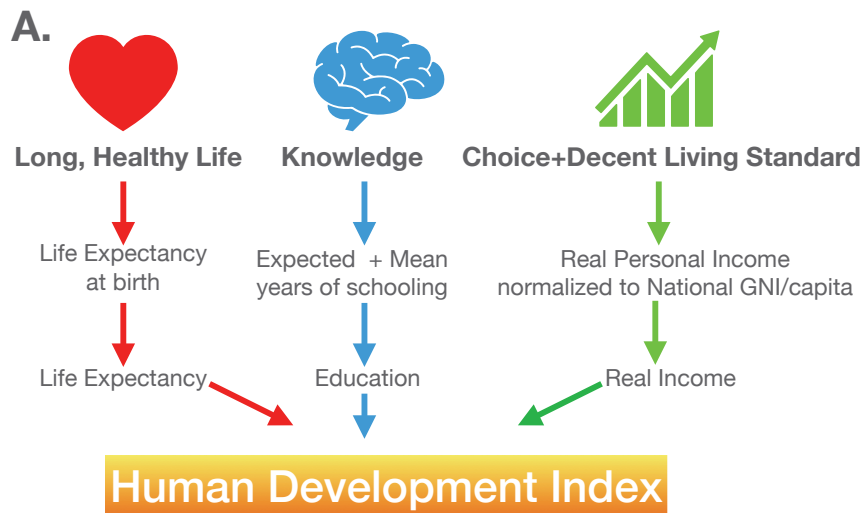 A.
Long, Healthy Life
Knowledge
Choice+Decent Living Standard
Life Expectancy
at birth
Expected + Mean
years of schooling
Real Personal Income
normalized to National GNI/capita
Life Expectancy
Education
Real Income
Human Development Index